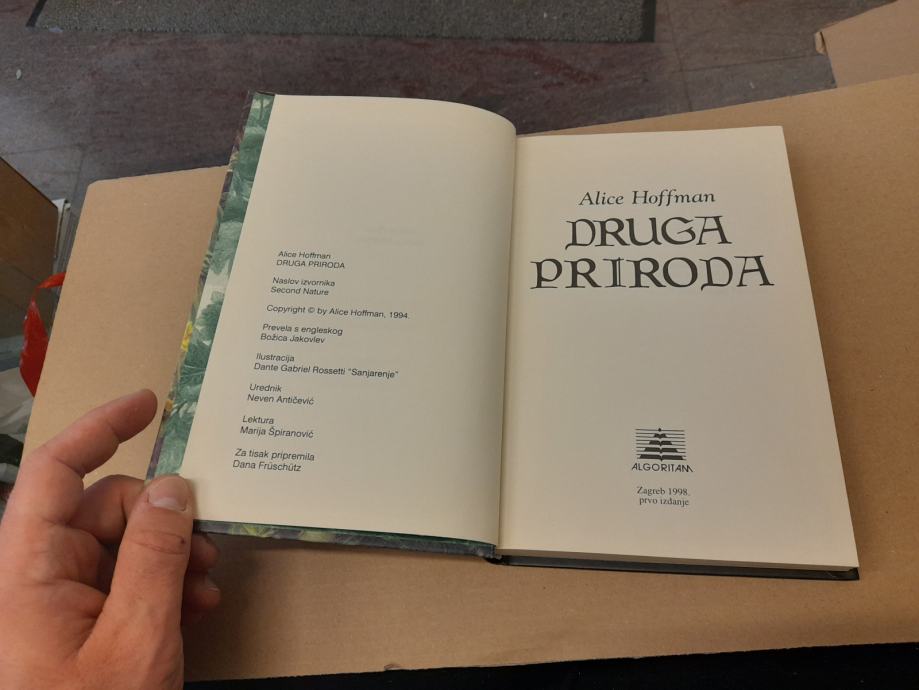 Alice Hoffman
DRUGA PRIRODA
Naslov izvornika
Second Nature
Copyright © by Alice Hoffman, 1994.
Prevela s engleskog
Božica Jakovlev
Ilustracija
Dante Gabriel Rossetti "Sanjarenje"
Urednik
Neven Antičević
Lektura
Marija Špiranović
Za tisak pripremila
Dana Früschütz
Alice Hoffman
DRUGA
PRIRODA
ALGORITAM
Zagreb 1998.
prvo izdanje